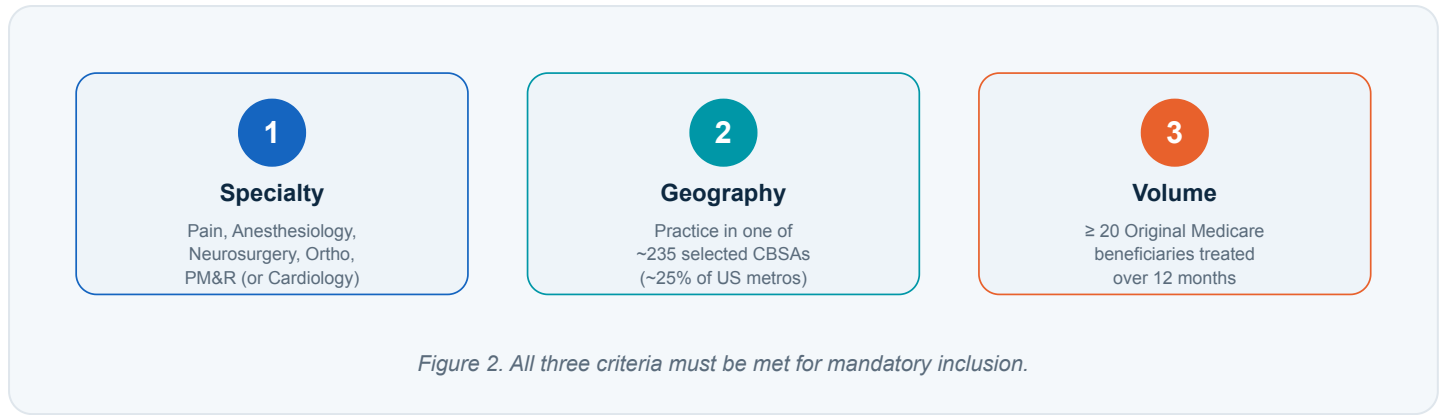 1
Specialty
Pain, Anesthesiology,
Neurosurgery, Ortho,
PM&R (or Cardiology)
2
Geography
Practice in one of
~235 selected CBSAs
(~25% of US metros)
3
Volume
≥ 20 Original Medicare
beneficiaries treated
over 12 months
Figure 2. All three criteria must be met for mandatory inclusion.